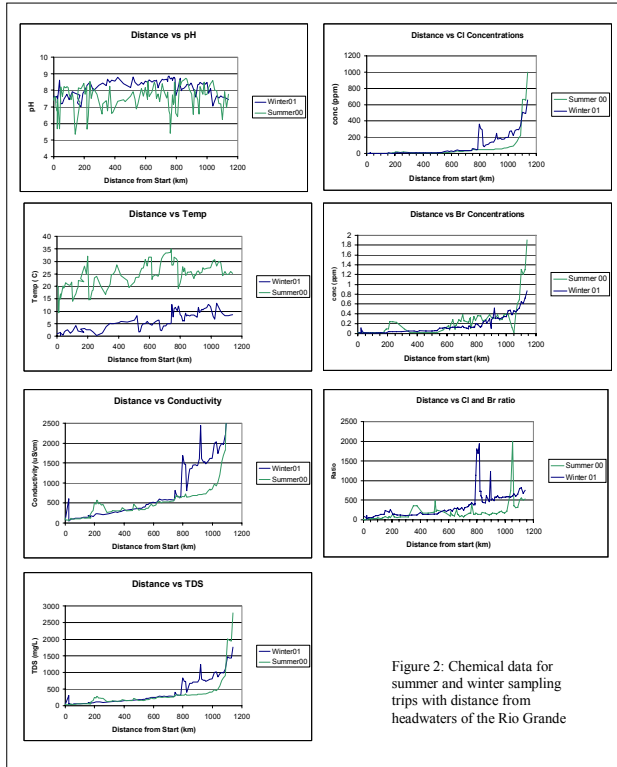 Distance vs pH
10
9
8
7
6
5
4
pH
0 200 400 600 800 1000 1200
Distance from Start (km)
Winter01
Summer00
Distance vs Cl Concentrations
1200
1000
800
600
400
200
0
conc (ppm)
0 200 400 600 800 1000 1200
Distance from start (km)
Summer 00
Winter 01
Distance vs Temp
40
35
30
25
20
15
10
5
0
Temp ( C)
0 200 400 600 800 1000 1200
Distance from Start (km)
Winter01
Summer00
Distance vs Br Concentrations
2
1.8
1.6
1.4
1.2
1
0.8
0.6
0.4
0.2
0
conc (ppm)
0 200 400 600 800 1000 1200
Distance from start (km)
Summer 00
Winter 01
Distance vs Conductivity
2500
2000
1500
1000
500
0
Conductivity (uS/cm)
0 200 400 600 800 1000 1200
Distance from Start (km)
Winter01
Summer00
Distance vs Cl and Br ratio
2500
2000
1500
1000
500
0
Ratio
0 150 300 450 600 750 900 1050 1200
Distance from start (km)
Summer 00
Winter 01
Distance vs TDS
3000
2500
2000
1500
1000
500
0
TDS (mg/L)
0 200 400 600 800 1000 1200
Distance from Start (km)
Winter01
Summer00
Figure 2: Chemical data for
summer and winter sampling
trips with distance from
headwaters of the Rio Grande